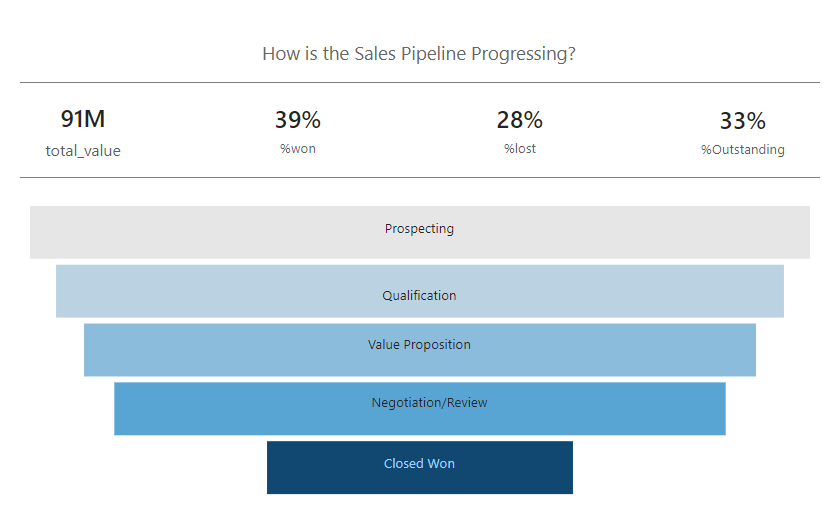 How is the Sales Pipeline Progressing?
91M
total_value
39%
%won
28%
%lost
33%
%Outstanding
Prospecting
Qualification
Value Proposition
Negotiation/Review
Closed Won